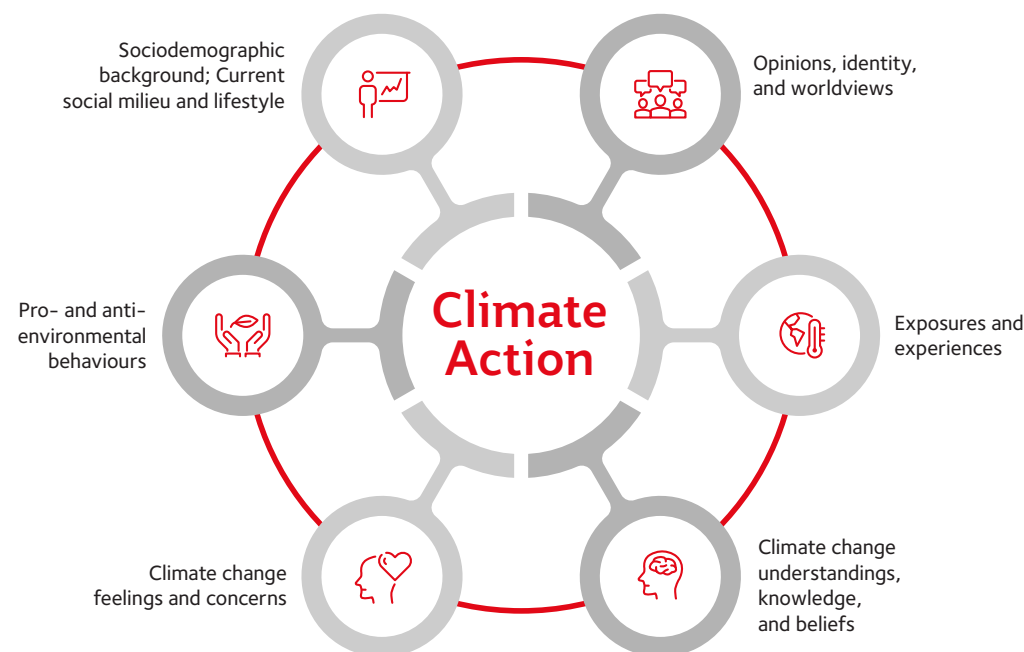 Sociodemographic
background; Current
social milieu and lifestyle
Opinions, identity,
and worldviews
Pro- and anti-
environmental
behaviours
Climate
Action
Exposures and
experiences
Climate change
feelings and concerns
Climate change
understandings,
knowledge,
and beliefs